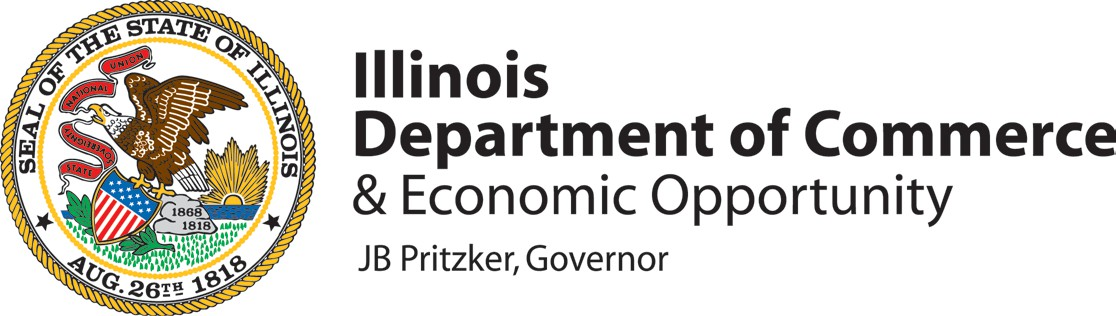 SEAL OF THE STATE OF ILLINOIS
UNION
NATIONAL
SOVEREIGNTY
STATE
1868
1818
AUG. 26TH 1818
Illinois
Department of Commerce
& Economic Opportunity
JB Pritzker, Governor